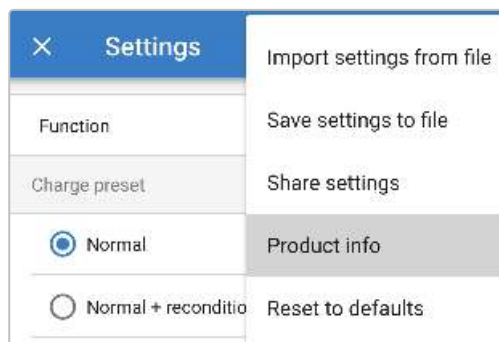 Settings
Function
Charge preset
Normal
Normal + reconditio
Import settings from file
Save settings to file
Share settings
Product info
Reset to defaults